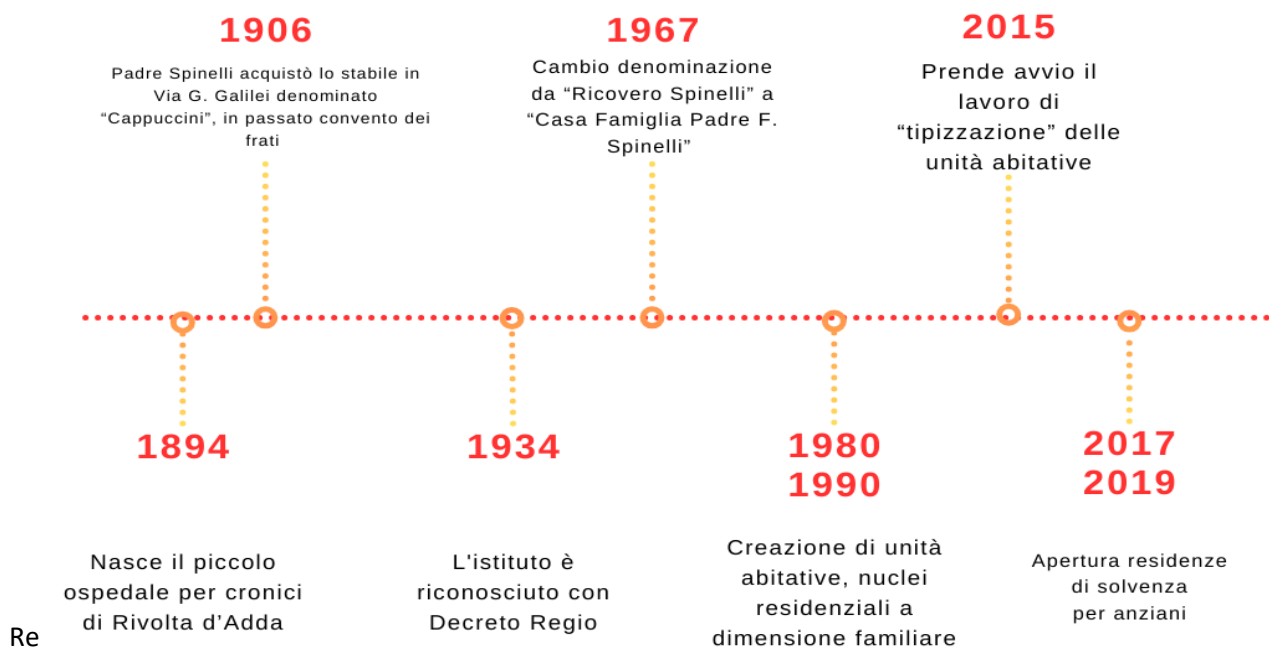 1906
Padre Spinelli acquistò lo stabile in
Via G. Galilei denominato
“Cappuccini”, in passato convento dei
frati
1967
Cambio denominazione
da “Ricovero Spinelli” a
“Casa Famiglia Padre F.
Spinelli”
2015
Prende avvio il
lavoro di
“tipizzazione” delle
unità abitative
1894
Nasce il piccolo
ospedale per cronici
di Rivolta d’Adda
1934
L'istituto è
riconosciuto con
Decreto Regio
1980
1990
Creazione di unità
abitative, nuclei
residenziali a
dimensione familiare
2017
2019
Apertura residenze
di solvenza
per anziani
Re